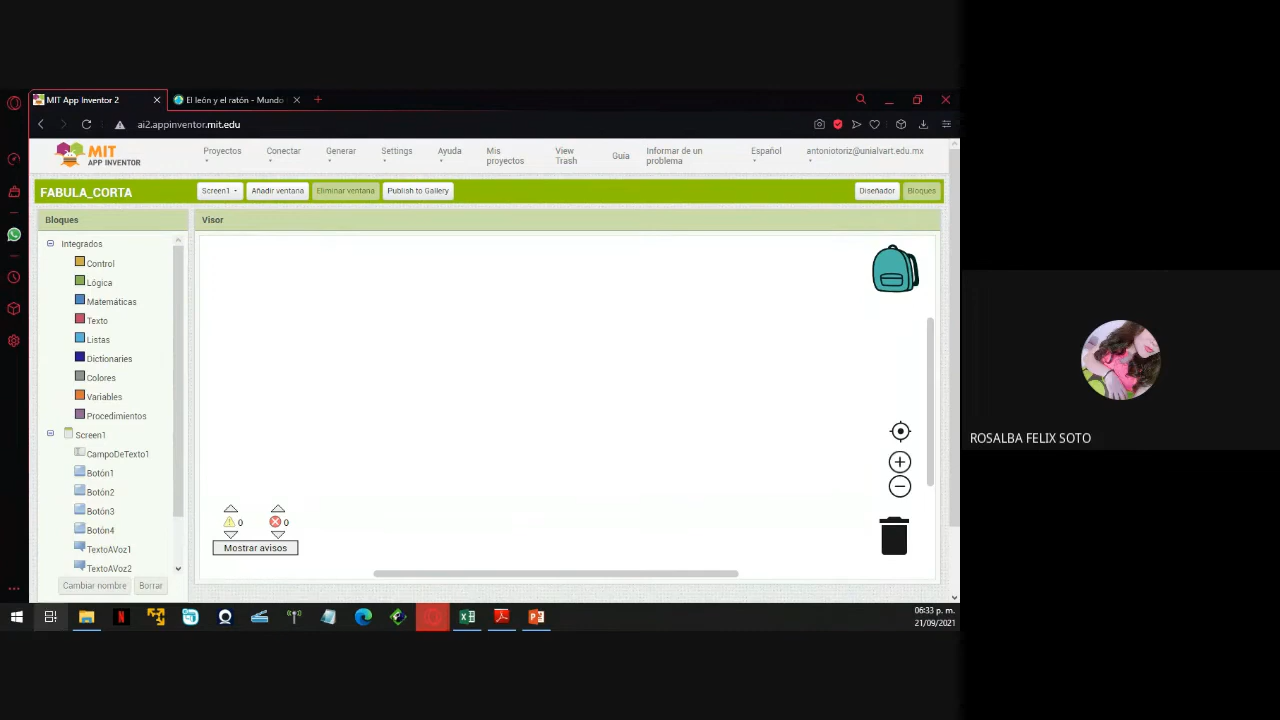 MIT App Inventor 2
El león y el ratón - Mundo
ai2.appinventor.mit.edu
MIT
APP INVENTOR
Proyectos
Conectar
Generar
Settings
Ayuda
Mis
proyectos
View
Trash
Guia
Informar de un
problema
Español
antoniotoriz@unialvart.edu.mx
FABULA_CORTA
Screen1
Añadir ventana
Eliminar ventana
Publish to Gallery
Diseñador
Bloques
Bloques
Visor
Integrados
Control
Lógica
Matemáticas
Texto
Listas
Dictionaries
Colores
Variables
Procedimientos
Screen1
CampoDeTexto1
Botón1
Botón2
Botón3
Botón4
TextoAVoz1
TextoAVoz2
Cambiar nombre
Borrar
0
0
Mostrar avisos
ROSALBA FELIX SOTO
06:33 p. m.
21/09/2021